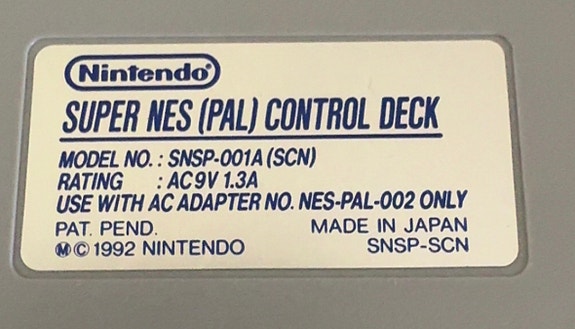 Nintendo®
SUPER NES (PAL) CONTROL DECK
MODEL NO. : SNSP-001A (SCN)
RATING : AC 9V 1.3A
USE WITH AC ADAPTER NO. NES-PAL-002 ONLY
PAT. PEND. MADE IN JAPAN
Ⓜ © 1992 NINTENDO SNSP-SCN